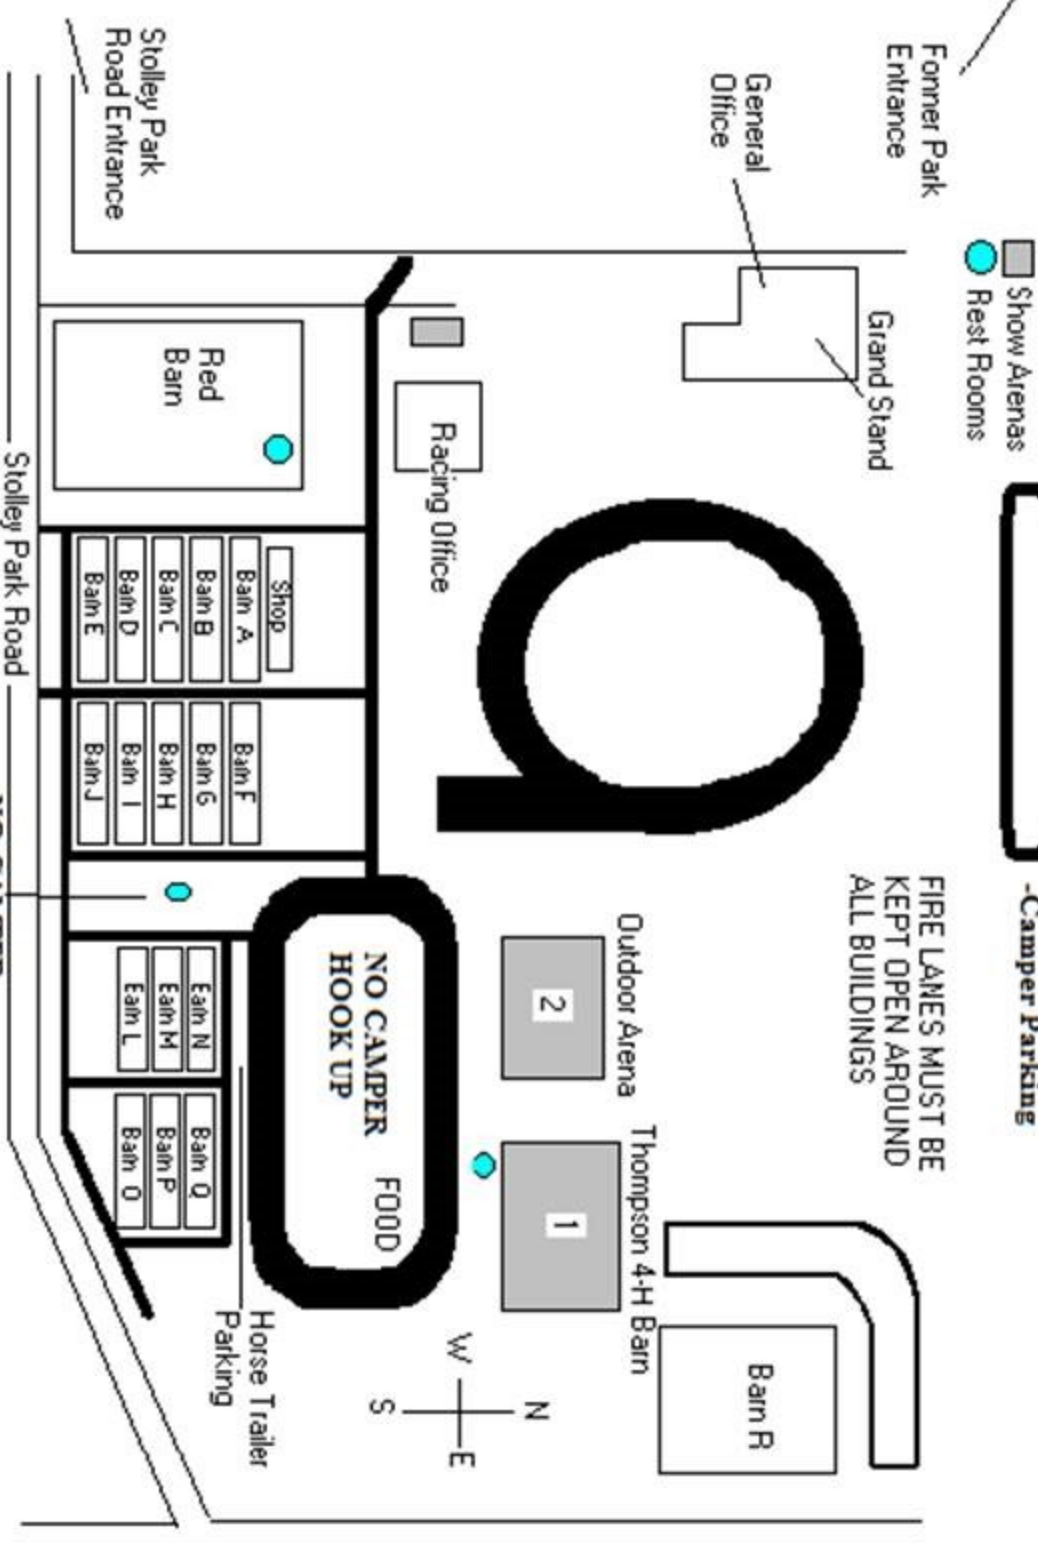 -Camper Parking
Show Arenas
Rest Rooms
Fonner Park
Entrance
FIRE LANES MUST BE
KEPT OPEN AROUND
ALL BUILDINGS
Grand Stand
General
Office
Barn R
Outdoor Arena
Thompson 4-H Barn
2
1
N
W
E
S
Racing Office
NO CAMPER
HOOK UP
FOOD
Horse Trailer
Parking
Red
Barn
Shop
Barn A
Barn B
Barn C
Barn D
Barn E
Barn F
Barn G
Barn H
Barn I
Barn J
Barn N
Barn M
Barn L
Barn Q
Barn P
Barn O
Stolley Park
Road Entrance
Stolley Park Road